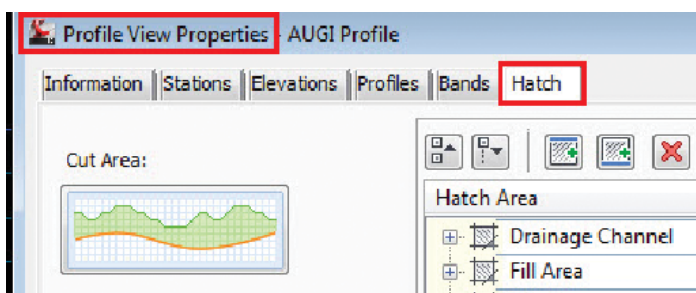 Profile View Properties - AUGI Profile
Information Stations Elevations Profiles Bands Hatch
Cut Area:
Hatch Area
Drainage Channel
Fill Area